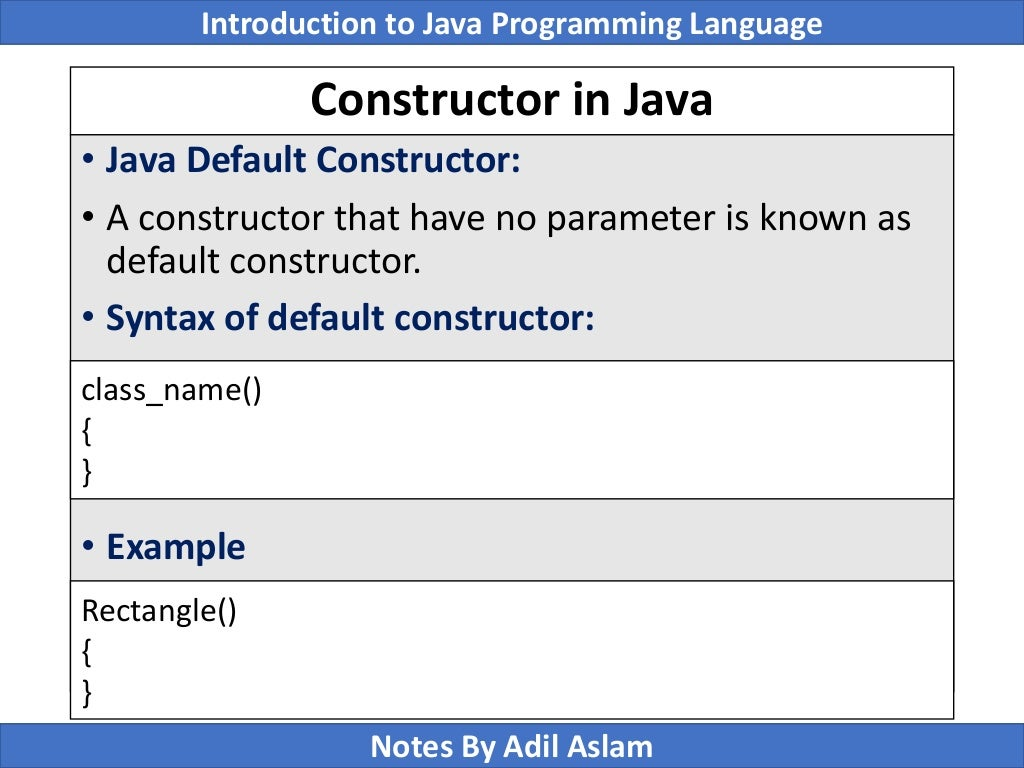 Introduction to Java Programming Language
Constructor in Java
• Java Default Constructor:
• A constructor that have no parameter is known as
default constructor.
• Syntax of default constructor:
class_name()
{
}
• Example
Rectangle()
{
}
Notes By Adil Aslam